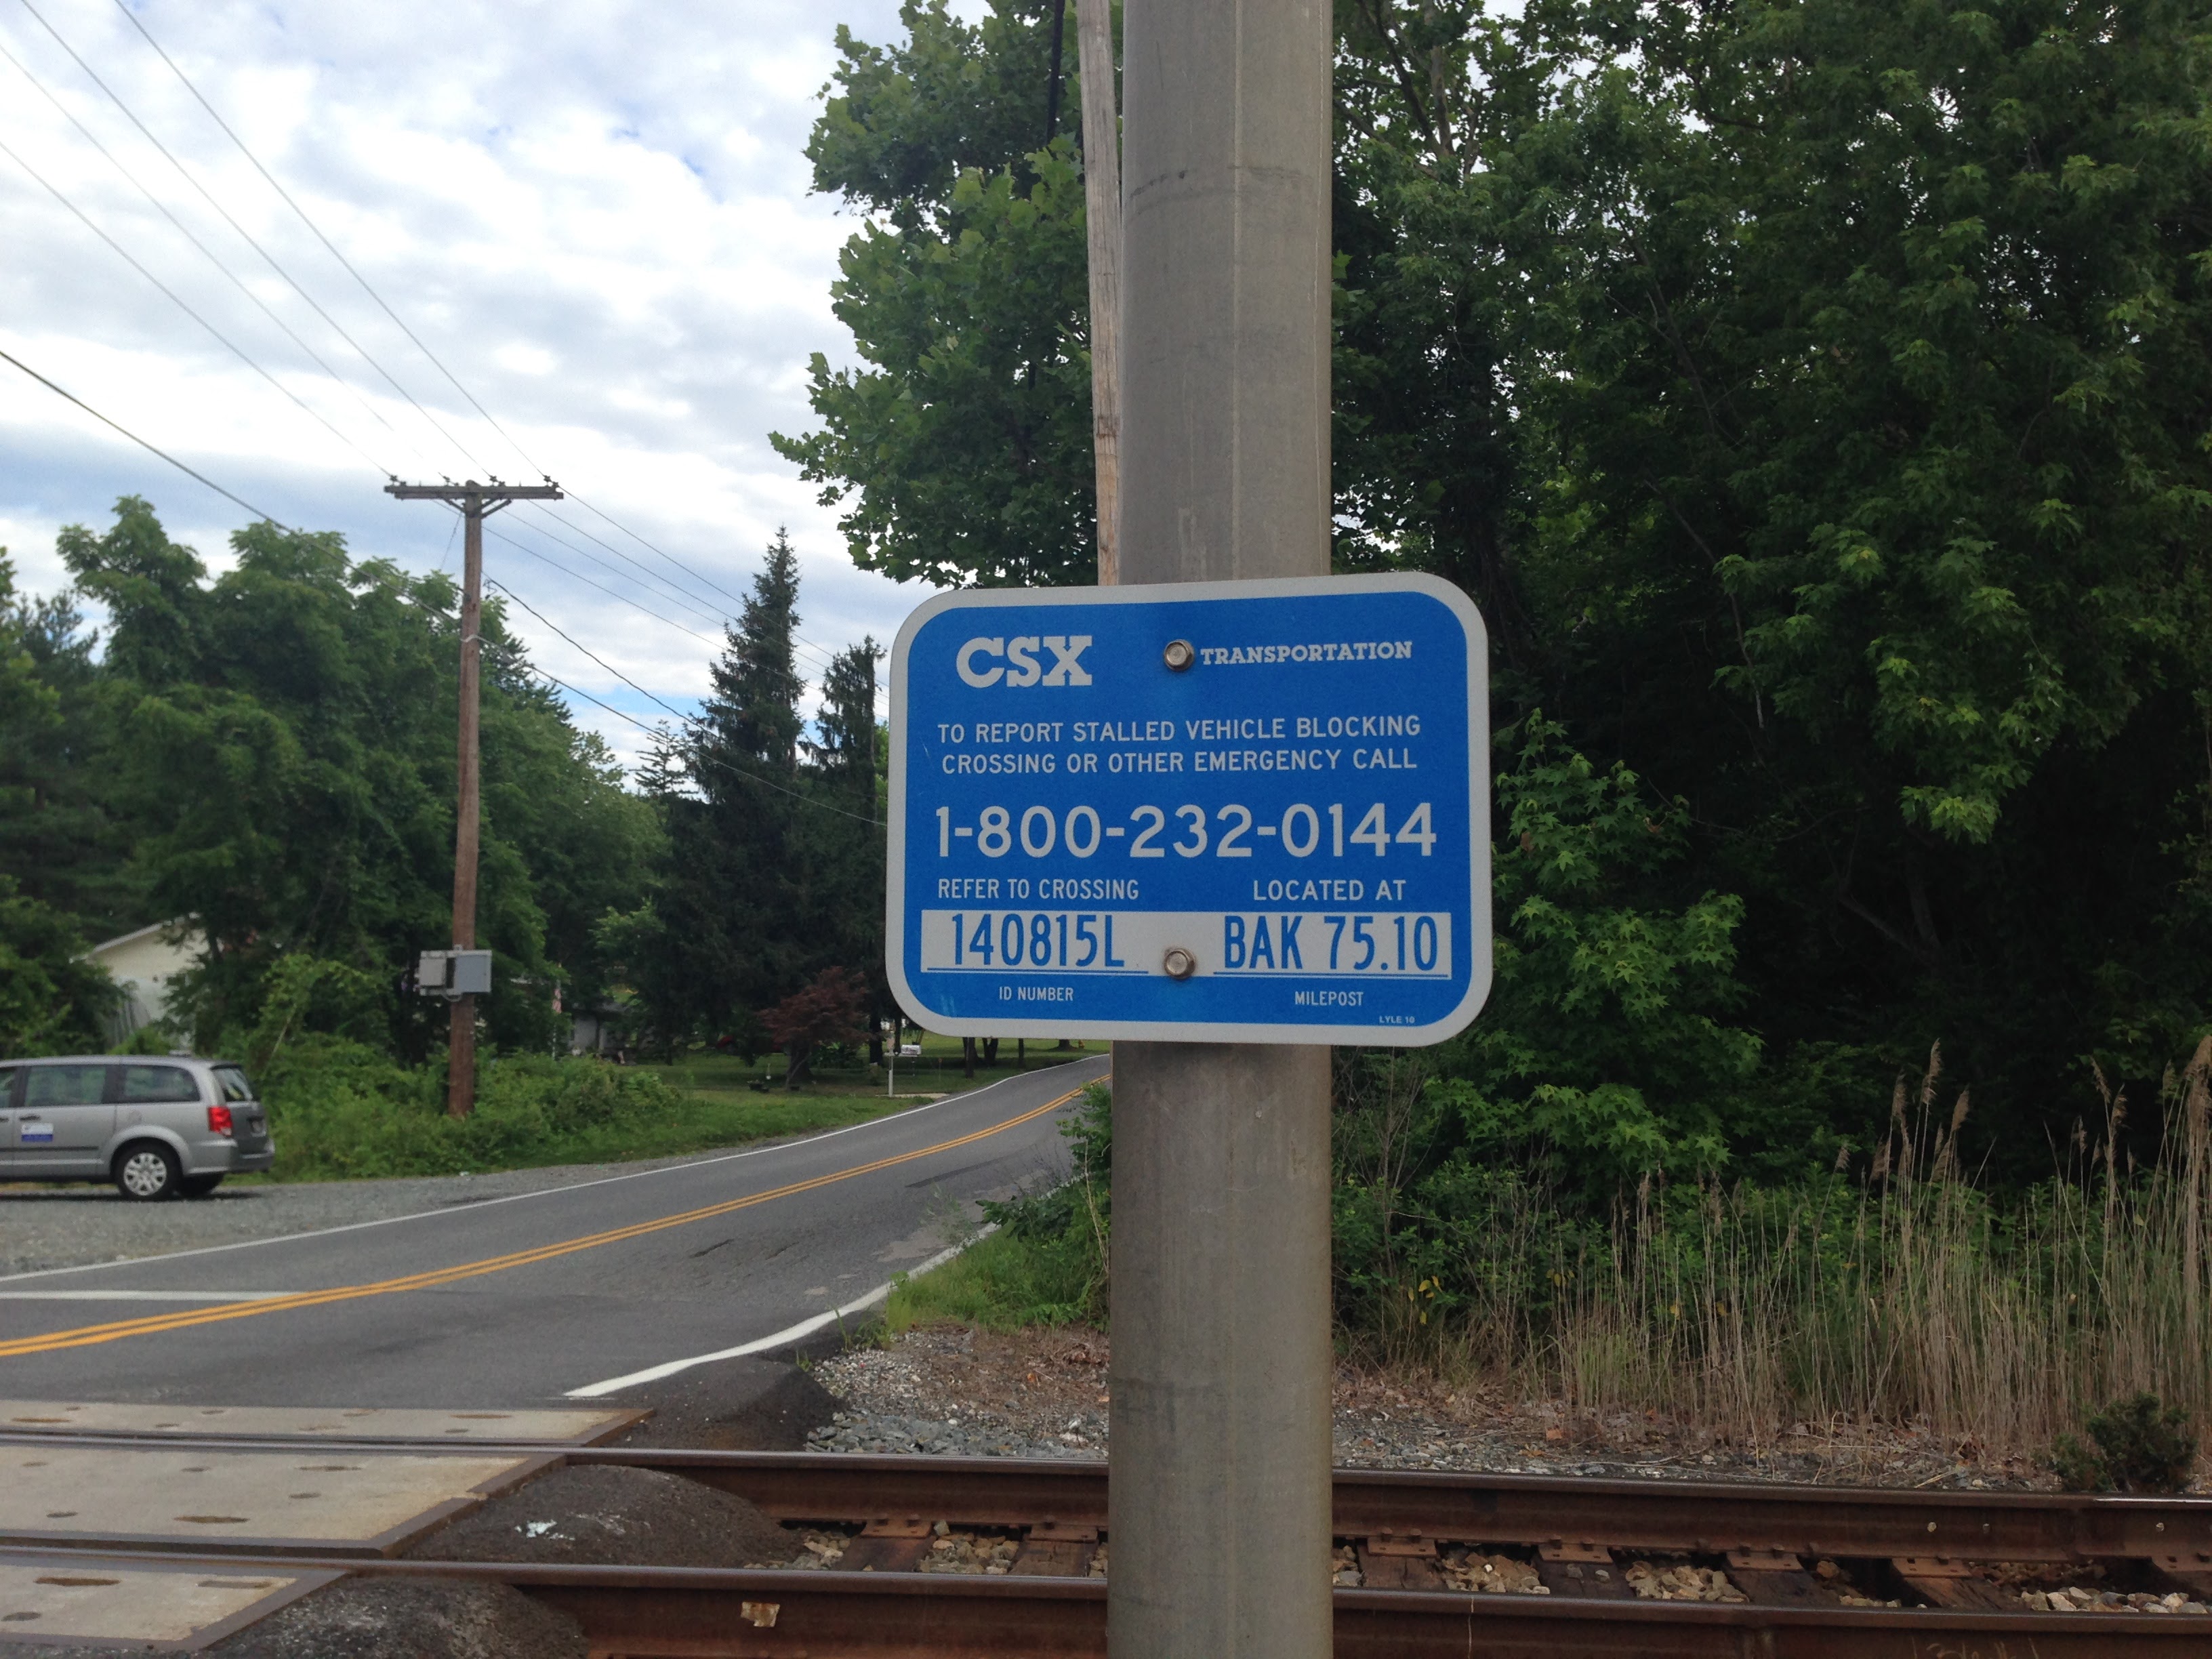 CSX TRANSPORTATION
TO REPORT STALLED VEHICLE BLOCKING
CROSSING OR OTHER EMERGENCY CALL
1-800-232-0144
REFER TO CROSSING LOCATED AT
140815L BAK 75.10
ID NUMBER MILEPOST
LYLE 10